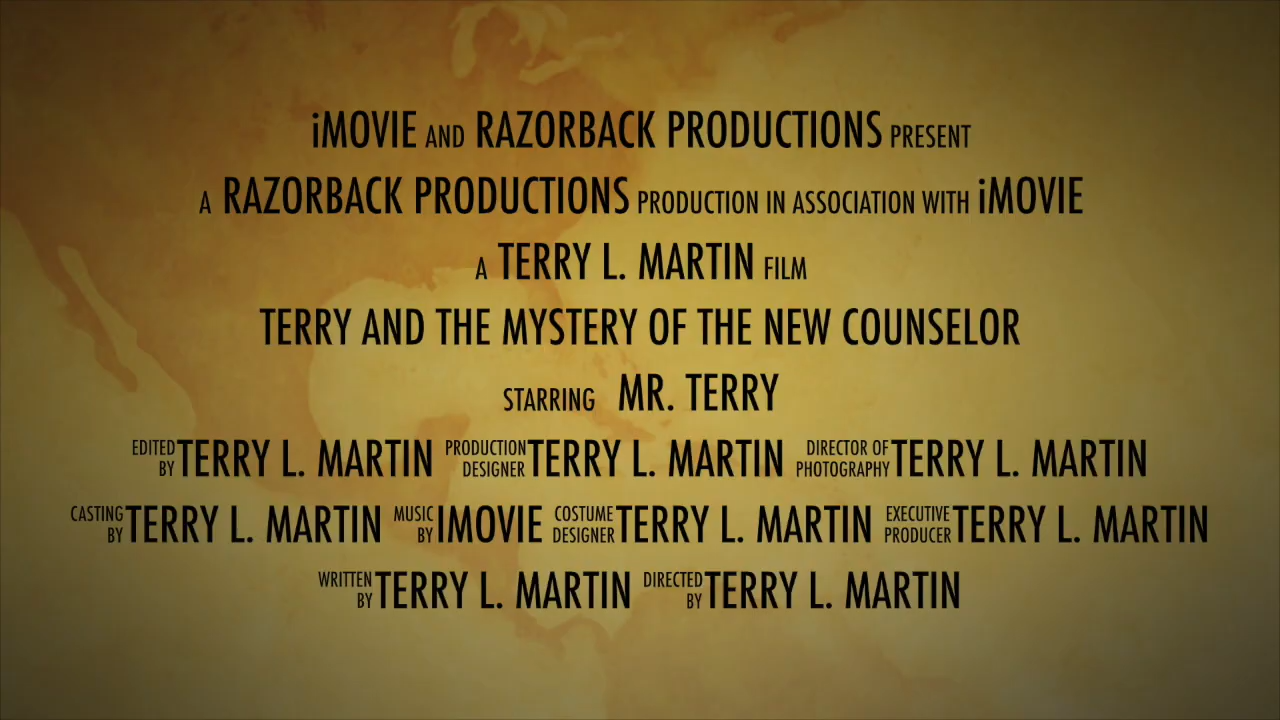 iMOVIE AND RAZORBACK PRODUCTIONS PRESENT
A RAZORBACK PRODUCTIONS PRODUCTION IN ASSOCIATION WITH iMOVIE
A TERRY L. MARTIN FILM
TERRY AND THE MYSTERY OF THE NEW COUNSELOR
STARRING MR. TERRY
EDITED BY TERRY L. MARTIN PRODUCTION DESIGNER TERRY L. MARTIN DIRECTOR OF PHOTOGRAPHY TERRY L. MARTIN
CASTING BY TERRY L. MARTIN MUSIC BY IMOVIE COSTUME DESIGNER TERRY L. MARTIN EXECUTIVE PRODUCER TERRY L. MARTIN
WRITTEN BY TERRY L. MARTIN DIRECTED BY TERRY L. MARTIN